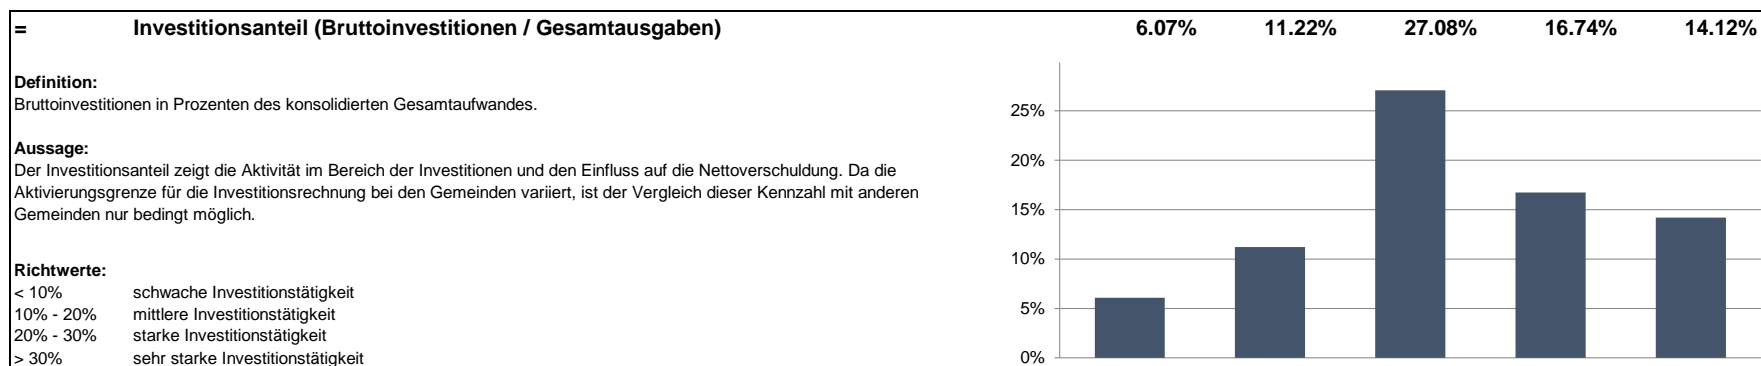 = Investitionsanteil (Bruttoinvestitionen / Gesamtausgaben) 6.07% 11.22% 27.08% 16.74% 14.12%
Definition:
Bruttoinvestitionen in Prozenten des konsolidierten Gesamtaufwandes.
Aussage:
Der Investitionsanteil zeigt die Aktivität im Bereich der Investitionen und den Einfluss auf die Nettoverschuldung. Da die
Aktivierungsgrenze für die Investitionsrechnung bei den Gemeinden variiert, ist der Vergleich dieser Kennzahl mit anderen
Gemeinden nur bedingt möglich.
Richtwerte:
< 10% schwache Investitionstätigkeit
10% - 20% mittlere Investitionstätigkeit
20% - 30% starke Investitionstätigkeit
> 30% sehr starke Investitionstätigkeit
25%
20%
15%
10%
5%
0%